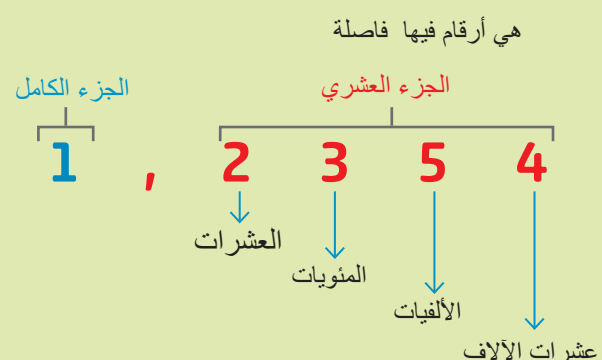 هي أرقام فيها فاصلة
الجزء الكامل الجزء العشري
1 , 2 3 5 4
العشرات
المئويات
الألفيات
عشرات الآلاف